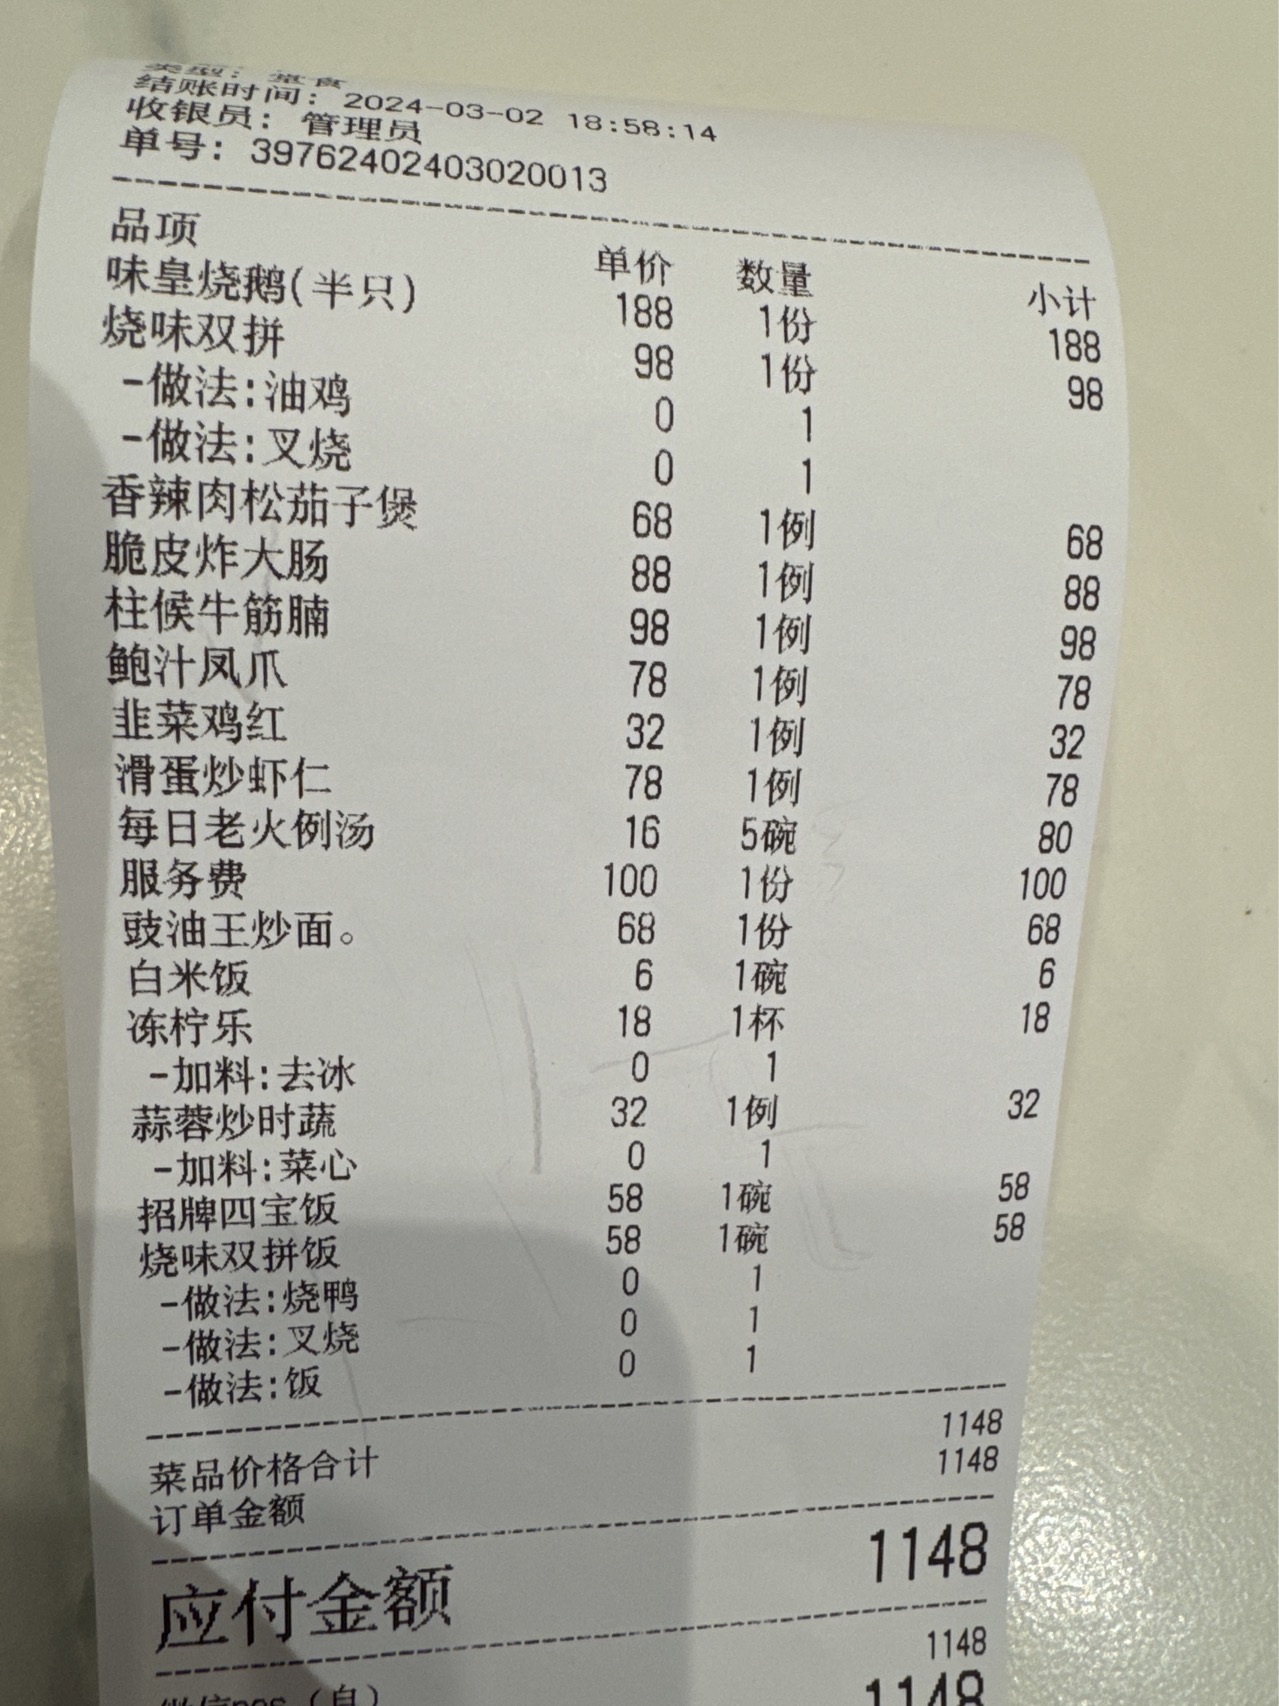 类型：堂食
结账时间：2024-03-02 18:58:14
收银员：管理员
单号：39762402403020013
品项 单价 数量 小计
味皇烧鹅(半只) 188 1份 188
烧味双拼 98 1份 98
-做法:油鸡 0 1
-做法:叉烧 0 1
香辣肉松茄子煲 68 1例 68
脆皮炸大肠 88 1例 88
柱候牛筋腩 98 1例 98
鲍汁凤爪 78 1例 78
韭菜鸡红 32 1例 32
滑蛋炒虾仁 78 1例 78
每日老火例汤 16 5碗 80
服务费 100 1份 100
豉油王炒面。 68 1份 68
白米饭 6 1碗 6
冻柠乐 18 1杯 18
-加料:去冰 0 1
蒜蓉炒时蔬 32 1例 32
-加料:菜心 0 1
招牌四宝饭 58 1碗 58
烧味双拼饭 58 1碗 58
-做法:烧鸭 0 1
-做法:叉烧 0 1
-做法:饭 0 1
菜品价格合计 1148
订单金额 1148
应付金额 1148
1148
微信pos（自） 1148